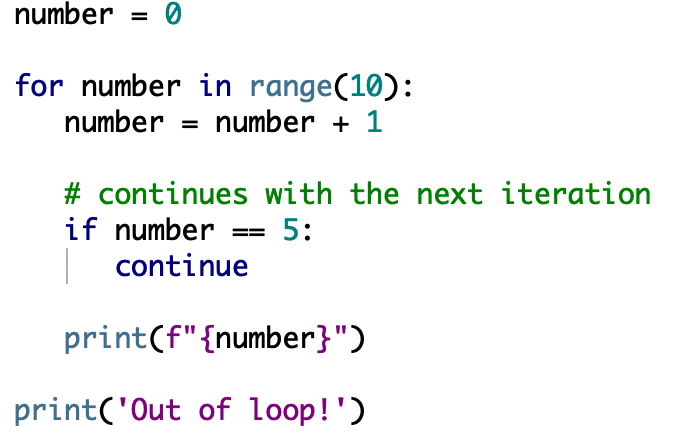 number = 0
for number in range(10):
   number = number + 1
   # continues with the next iteration
   if number == 5:
      continue
   print(f"{number}")
print('Out of loop!')